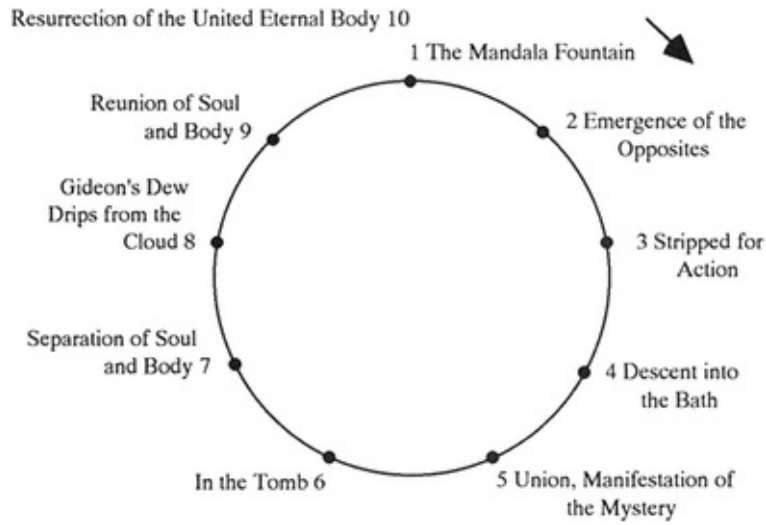 Resurrection of the United Eternal Body 10
1 The Mandala Fountain
2 Emergence of the
Opposites
3 Stripped for
Action
4 Descent into
the Bath
5 Union, Manifestation of
the Mystery
In the Tomb 6
Separation of Soul
and Body 7
Gideon's Dew
Drips from the
Cloud 8
Reunion of Soul
and Body 9